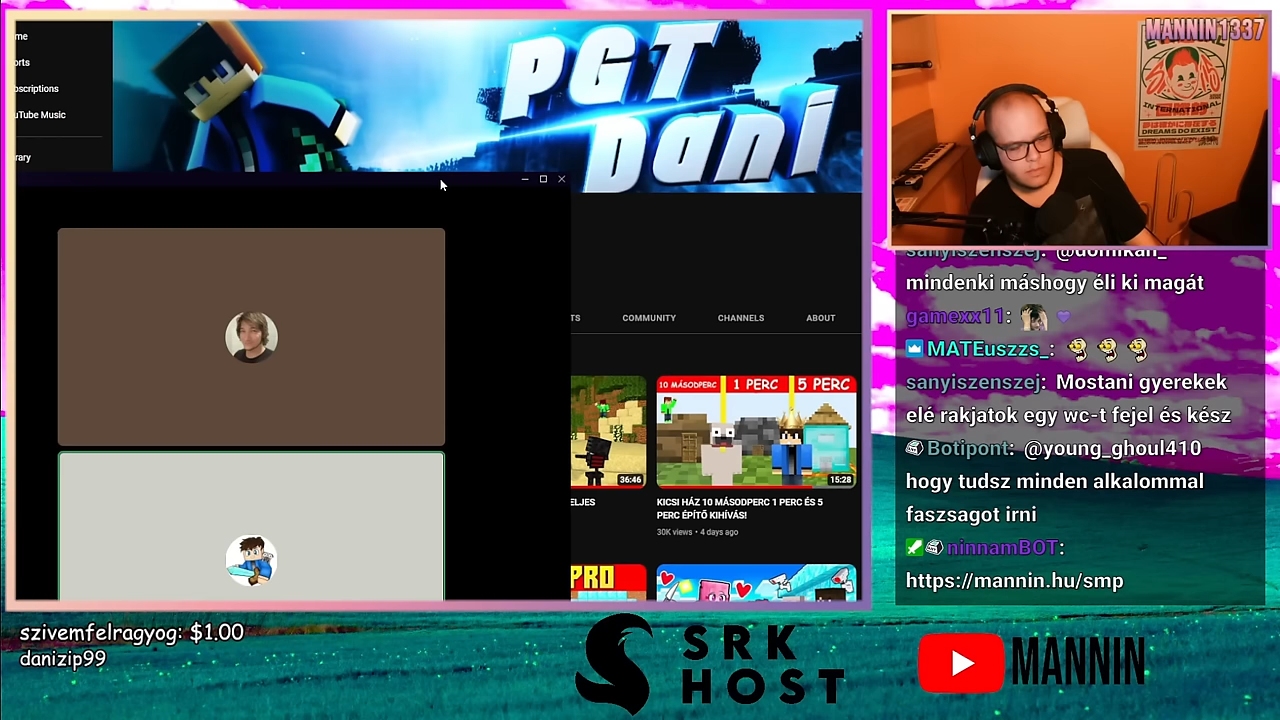 me
orts
bscriptions
uTube Music
rary
PGT
Dani
TS
COMMUNITY
CHANNELS
ABOUT
36:46
ELJES
10 MÁSODPERC
1 PERC
5 PERC
15:28
KICSI HÁZ 10 MÁSODPERC 1 PERC ÉS 5
PERC ÉPÍTŐ KIHÍVÁS!
30K views • 4 days ago
PRO
MANNIN1337
INTERNATIONAL
DREAMS DO EXIST
sanyiszenszej: @domikah_
mindenki máshogy éli ki magát
gamexx11:
MATEuszzs_:
sanyiszenszej: Mostani gyerekek
elé rakjatok egy wc-t fejel és kész
Botipont: @young_ghoul410
hogy tudsz minden alkalommal
faszsagot irni
ninnamBOT:
https://mannin.hu/smp
szivemfelragyog: $1.00
danizip99
SRK
HOST
MANNIN